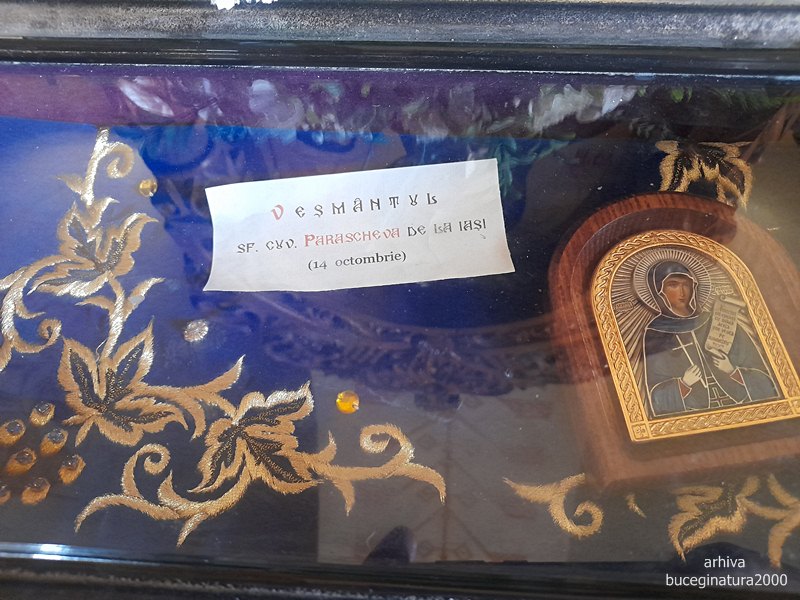 VEȘMÂNTUL
SF. CUV. PARASCHEVA DE LA IAȘI
(14 octombrie)
arhiva
buceginatura2000